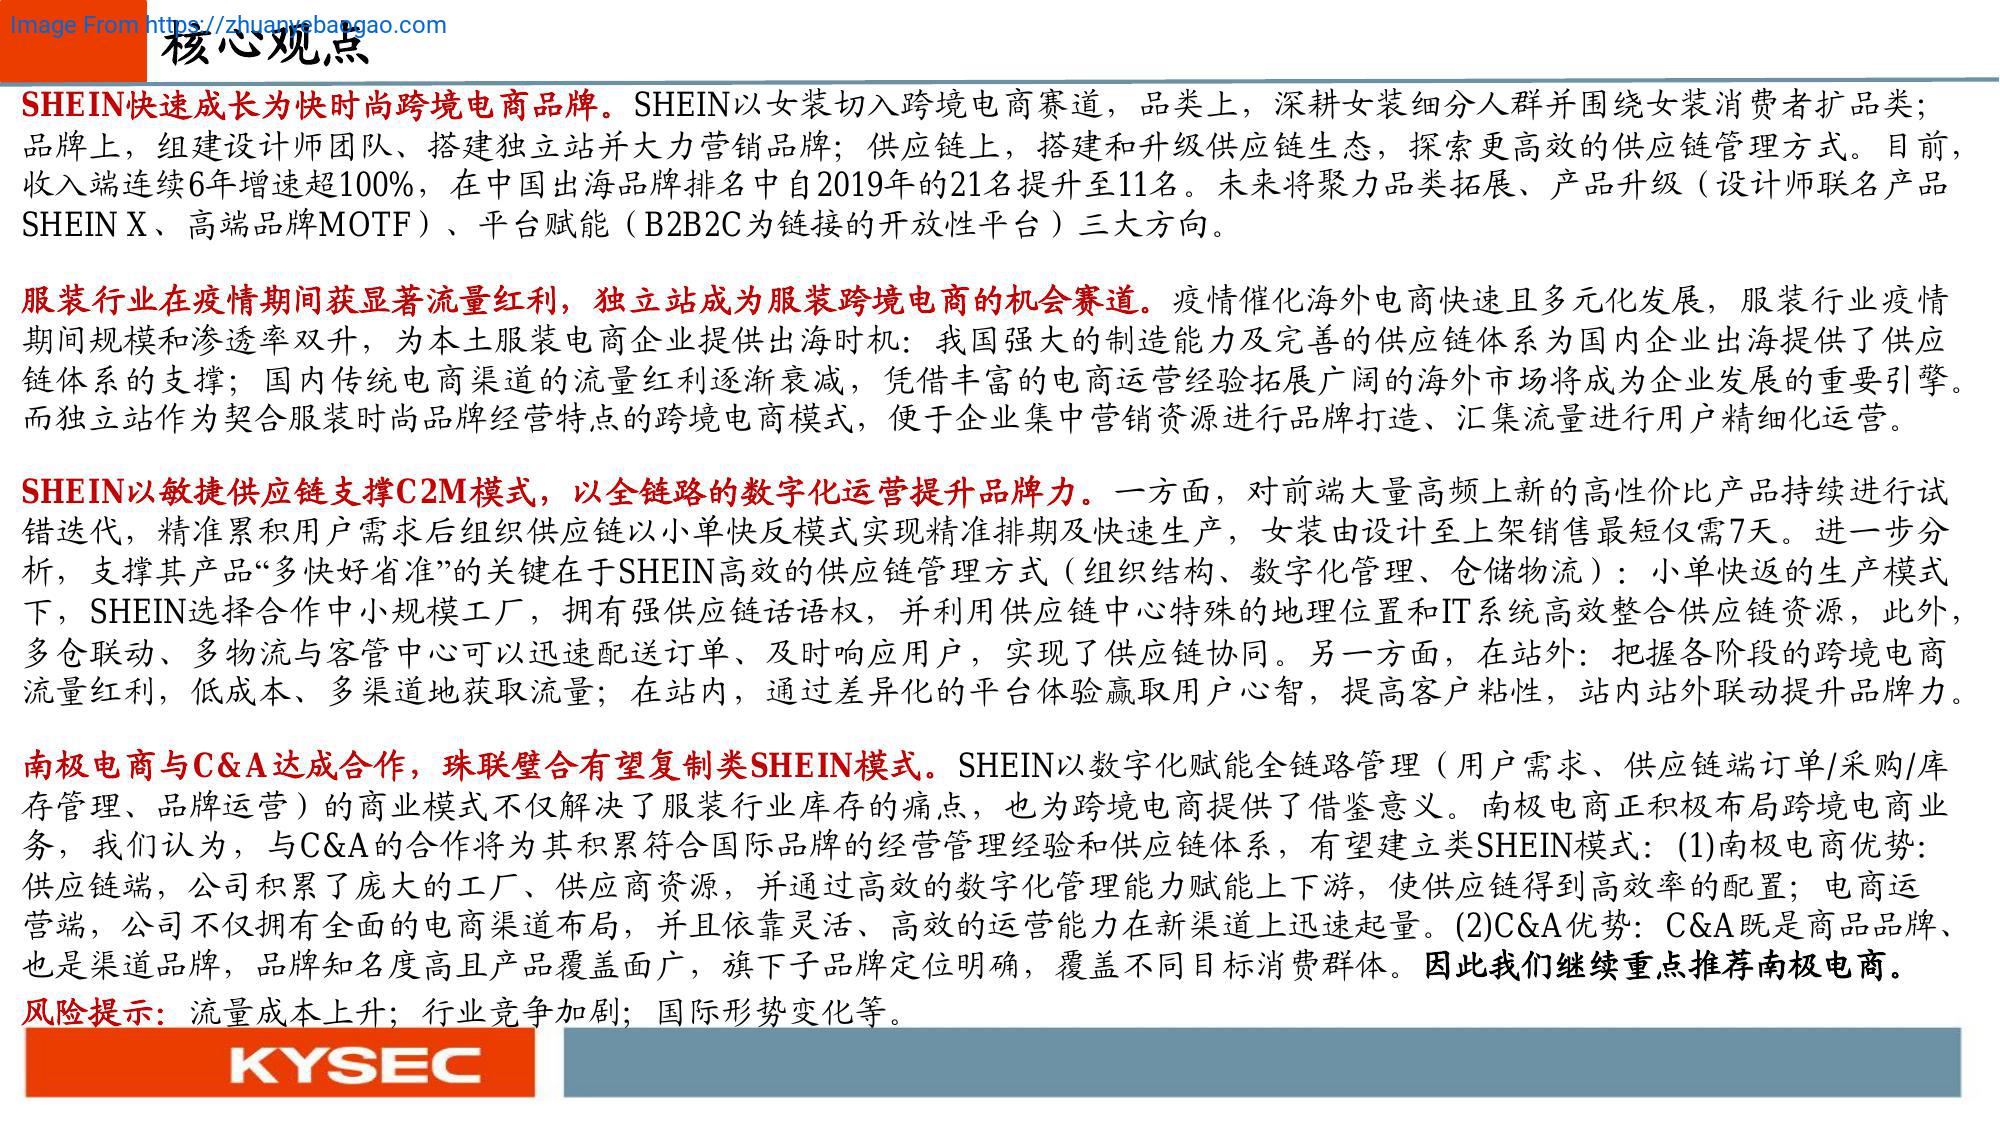 Image From https://zhuanyebaogao.com
核心观点
SHEIN快速成长为快时尚跨境电商品牌。SHEIN以女装切入跨境电商赛道，品类上，深耕女装细分人群并围绕女装消费者扩品类；
品牌上，组建设计师团队、搭建独立站并大力营销品牌；供应链上，搭建和升级供应链生态，探索更高效的供应链管理方式。目前，
收入端连续6年增速超100%，在中国出海品牌排名中自2019年的21名提升至11名。未来将聚力品类拓展、产品升级（设计师联名产品
SHEIN X、高端品牌MOTF）、平台赋能（B2B2C为链接的开放性平台）三大方向。
服装行业在疫情期间获显著流量红利，独立站成为服装跨境电商的机会赛道。疫情催化海外电商快速且多元化发展，服装行业疫情
期间规模和渗透率双升，为本土服装电商企业提供出海时机：我国强大的制造能力及完善的供应链体系为国内企业出海提供了供应
链体系的支撑；国内传统电商渠道的流量红利逐渐衰减，凭借丰富的电商运营经验拓展广阔的海外市场将成为企业发展的重要引擎。
而独立站作为契合服装时尚品牌经营特点的跨境电商模式，便于企业集中营销资源进行品牌打造、汇集流量进行用户精细化运营。
SHEIN以敏捷供应链支撑C2M模式，以全链路的数字化运营提升品牌力。一方面，对前端大量高频上新的高性价比产品持续进行试
错迭代，精准累积用户需求后组织供应链以小单快反模式实现精准排期及快速生产，女装由设计至上架销售最短仅需7天。进一步分
析，支撑其产品“多快好省准”的关键在于SHEIN高效的供应链管理方式（组织结构、数字化管理、仓储物流）：小单快返的生产模式
下，SHEIN选择合作中小规模工厂，拥有强供应链话语权，并利用供应链中心特殊的地理位置和IT系统高效整合供应链资源，此外，
多仓联动、多物流与客管中心可以迅速配送订单、及时响应用户，实现了供应链协同。另一方面，在站外：把握各阶段的跨境电商
流量红利，低成本、多渠道地获取流量；在站内，通过差异化的平台体验赢取用户心智，提高客户粘性，站内站外联动提升品牌力。
南极电商与C&A达成合作，珠联璧合有望复制类SHEIN模式。SHEIN以数字化赋能全链路管理（用户需求、供应链端订单/采购/库
存管理、品牌运营）的商业模式不仅解决了服装行业库存的痛点，也为跨境电商提供了借鉴意义。南极电商正积极布局跨境电商业
务，我们认为，与C&A的合作将为其积累符合国际品牌的经营管理经验和供应链体系，有望建立类SHEIN模式：(1)南极电商优势：
供应链端，公司积累了庞大的工厂、供应商资源，并通过高效的数字化管理能力赋能上下游，使供应链得到高效率的配置；电商运
营端，公司不仅拥有全面的电商渠道布局，并且依靠灵活、高效的运营能力在新渠道上迅速起量。(2)C&A优势：C&A既是商品品牌、
也是渠道品牌，品牌知名度高且产品覆盖面广，旗下子品牌定位明确，覆盖不同目标消费群体。因此我们继续重点推荐南极电商。
风险提示：流量成本上升；行业竞争加剧；国际形势变化等。
KYSEC